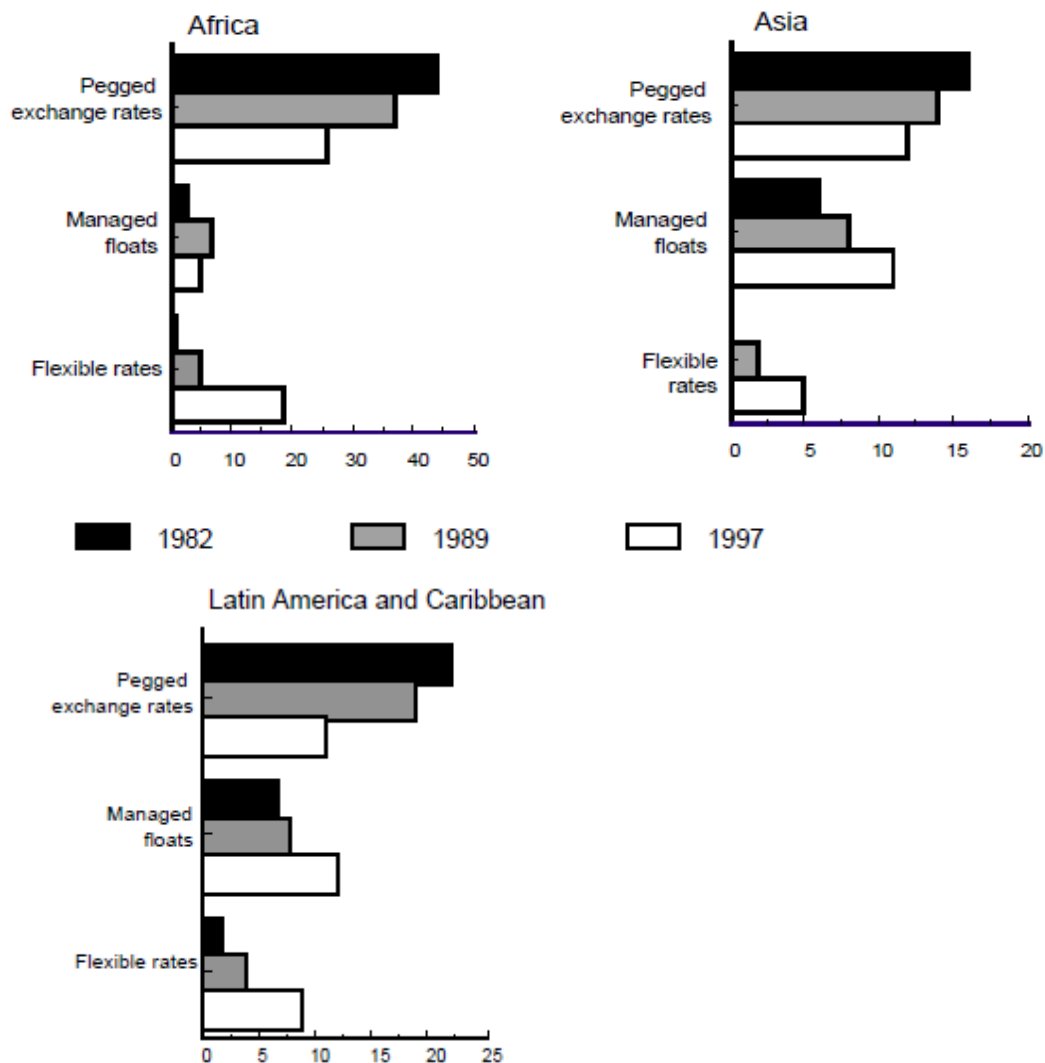 Africa
Pegged
exchange rates
Managed
floats
Flexible rates
0 10 20 30 40 50
Asia
Pegged
exchange rates
Managed
floats
Flexible
rates
0 5 10 15 20
1982 1989 1997
Latin America and Caribbean
Pegged
exchange rates
Managed
floats
Flexible rates
0 5 10 15 20 25